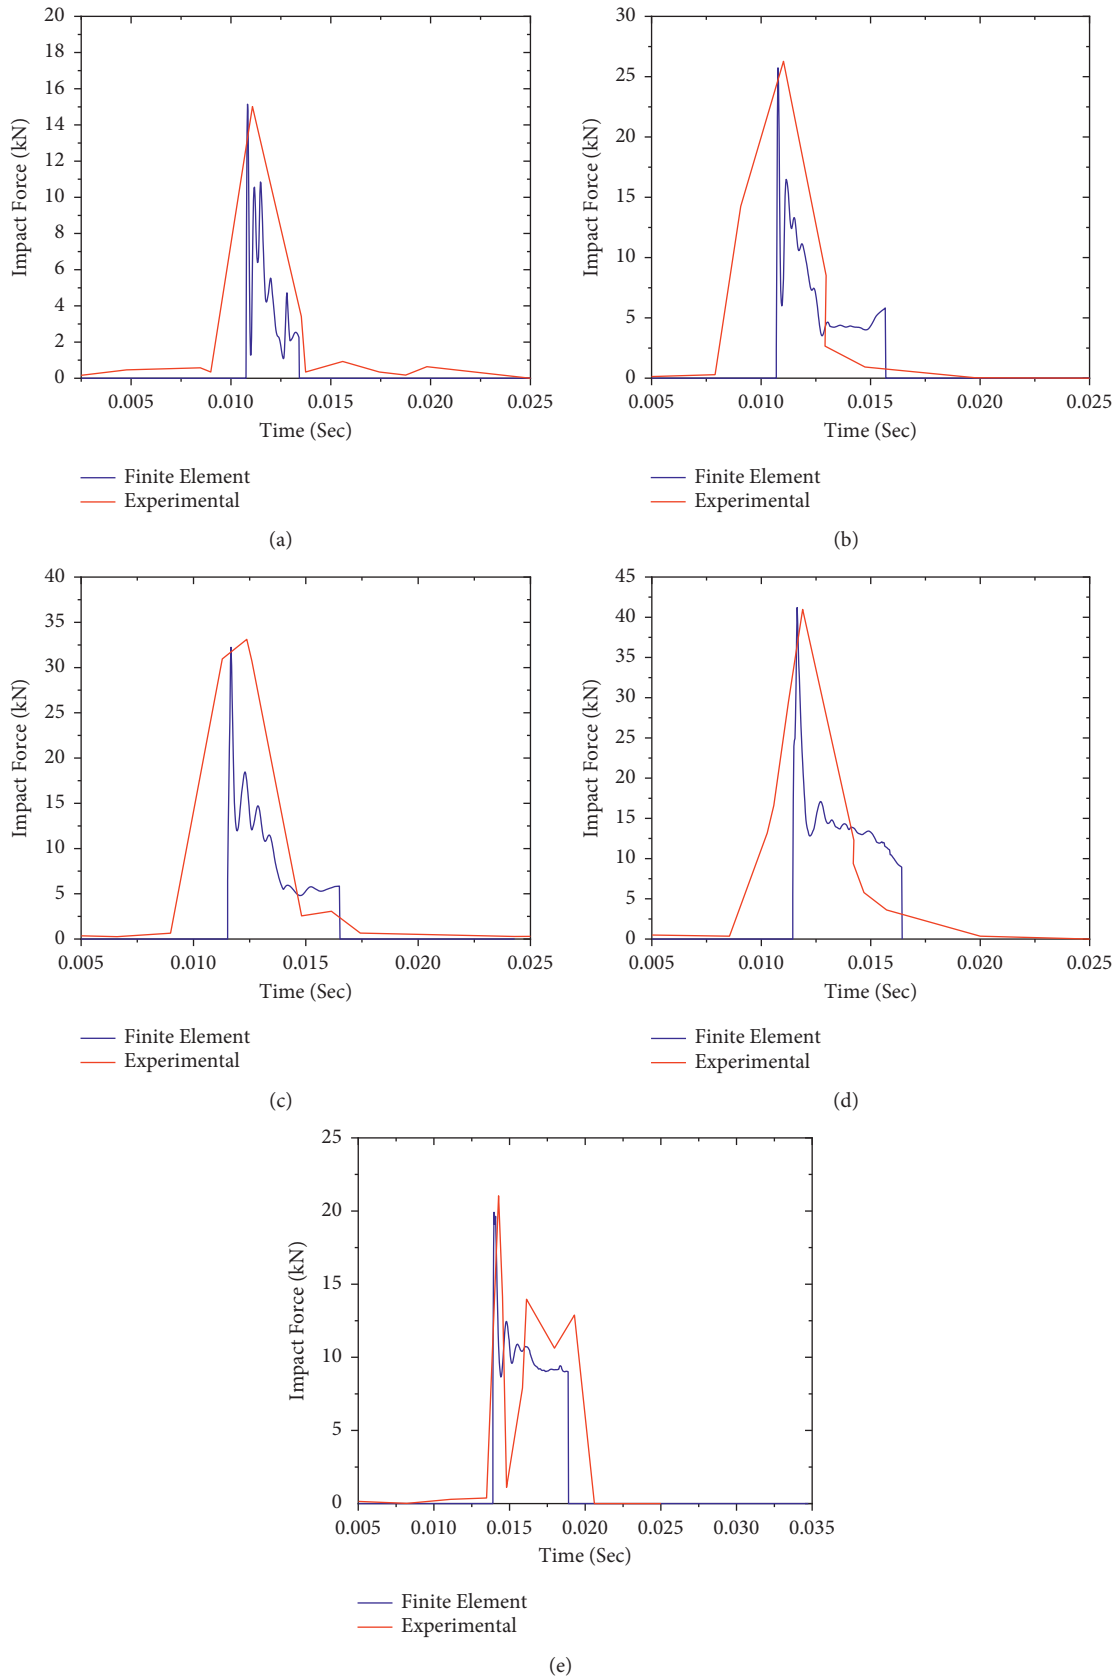 20
18
16
15
14
12
10
8
6
4
2
0
Impact Force (kN)
0.005 0.010 0.015 0.020 0.025
Time (Sec)
Finite Element
Experimental
(a)
30
25
20
15
10
5
0
Impact Force (kN)
0.005 0.010 0.015 0.020 0.025
Time (Sec)
Finite Element
Experimental
(b)
40
35
30
25
20
15
10
5
0
Impact Force (kN)
0.005 0.010 0.015 0.020 0.025
Time (Sec)
Finite Element
Experimental
(c)
45
40
35
30
25
20
15
10
5
0
Impact Force (kN)
0.005 0.010 0.015 0.020 0.025
Time (Sec)
Finite Element
Experimental
(d)
25
20
15
10
5
0
Impact Force (kN)
0.005 0.010 0.015 0.020 0.025 0.030 0.035
Time (Sec)
Finite Element
Experimental
(e)